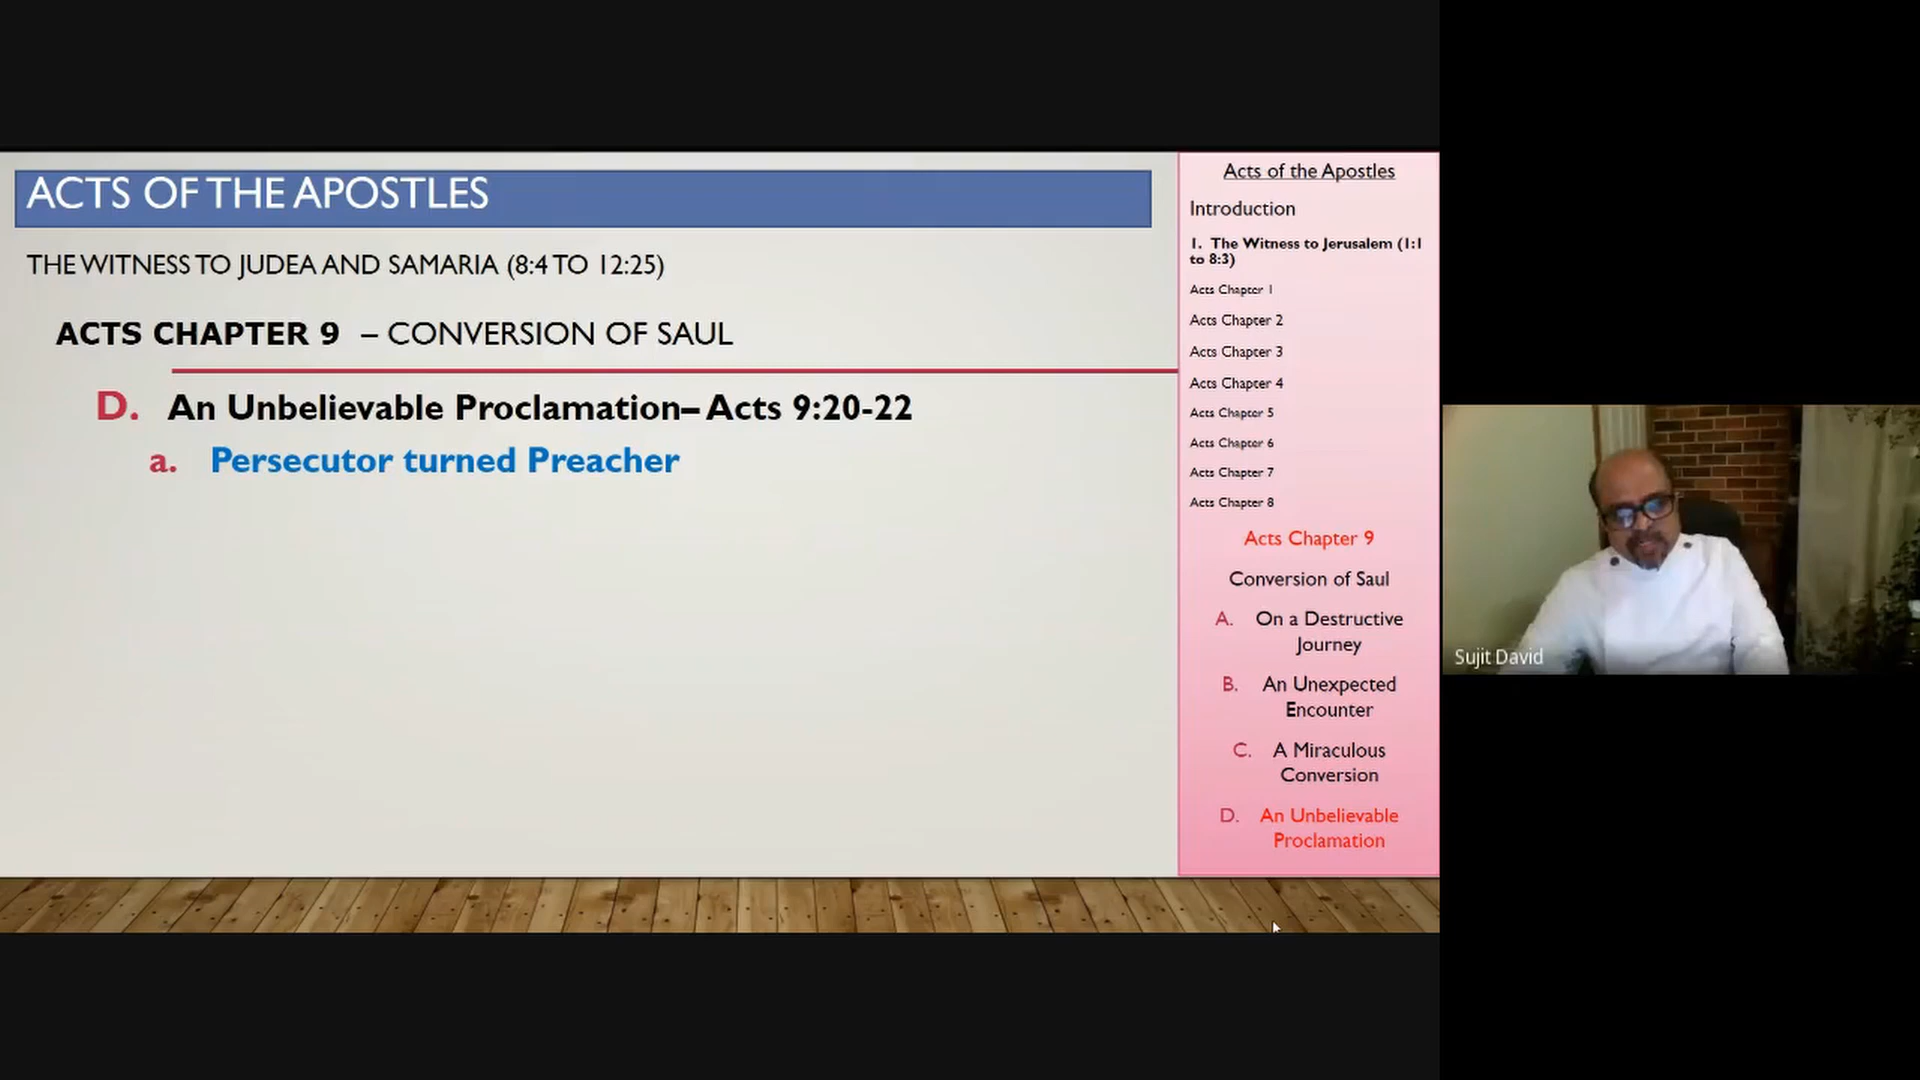 ACTS OF THE APOSTLES
THE WITNESS TO JUDEA AND SAMARIA (8:4 TO 12:25)
ACTS CHAPTER 9 – CONVERSION OF SAUL
D. An Unbelievable Proclamation– Acts 9:20-22
a. Persecutor turned Preacher
Acts of the Apostles
Introduction
1. The Witness to Jerusalem (1:1
to 8:3)
Acts Chapter 1
Acts Chapter 2
Acts Chapter 3
Acts Chapter 4
Acts Chapter 5
Acts Chapter 6
Acts Chapter 7
Acts Chapter 8
Acts Chapter 9
Conversion of Saul
A. On a Destructive
Journey
B. An Unexpected
Encounter
C. A Miraculous
Conversion
D. An Unbelievable
Proclamation
Sujit David